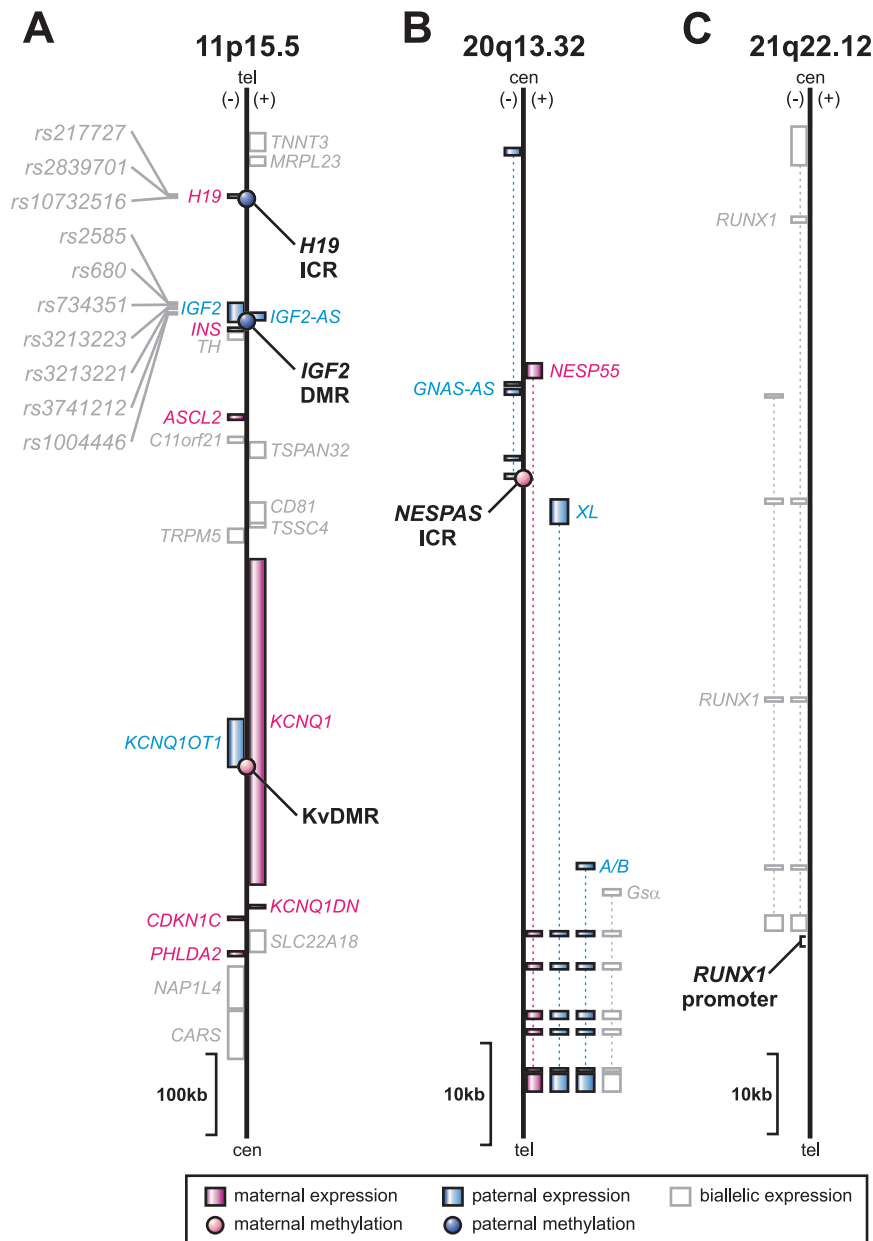 A
11p15.5
tel
(-) (+)
rs217727
rs2839701
rs10732516
rs2585
rs680
rs734351
rs3213223
rs3213221
rs3741212
rs1004446
TNNT3
MRPL23
H19
H19
ICR
IGF2
IGF2-AS
INS
TH
IGF2
DMR
ASCL2
C11orf21
TSPAN32
CD81
TSSC4
TRPM5
KCNQ1
KCNQ1OT1
KvDMR
KCNQ1DN
CDKN1C
SLC22A18
PHLDA2
NAP1L4
CARS
100kb
cen
B
20q13.32
cen
(-) (+)
NESP55
GNAS-AS
NESPAS
ICR
XL
A/B
Gsα
10kb
tel
C
21q22.12
cen
(-) (+)
RUNX1
RUNX1
RUNX1
promoter
10kb
tel
maternal expression
paternal expression
biallelic expression
maternal methylation
paternal methylation